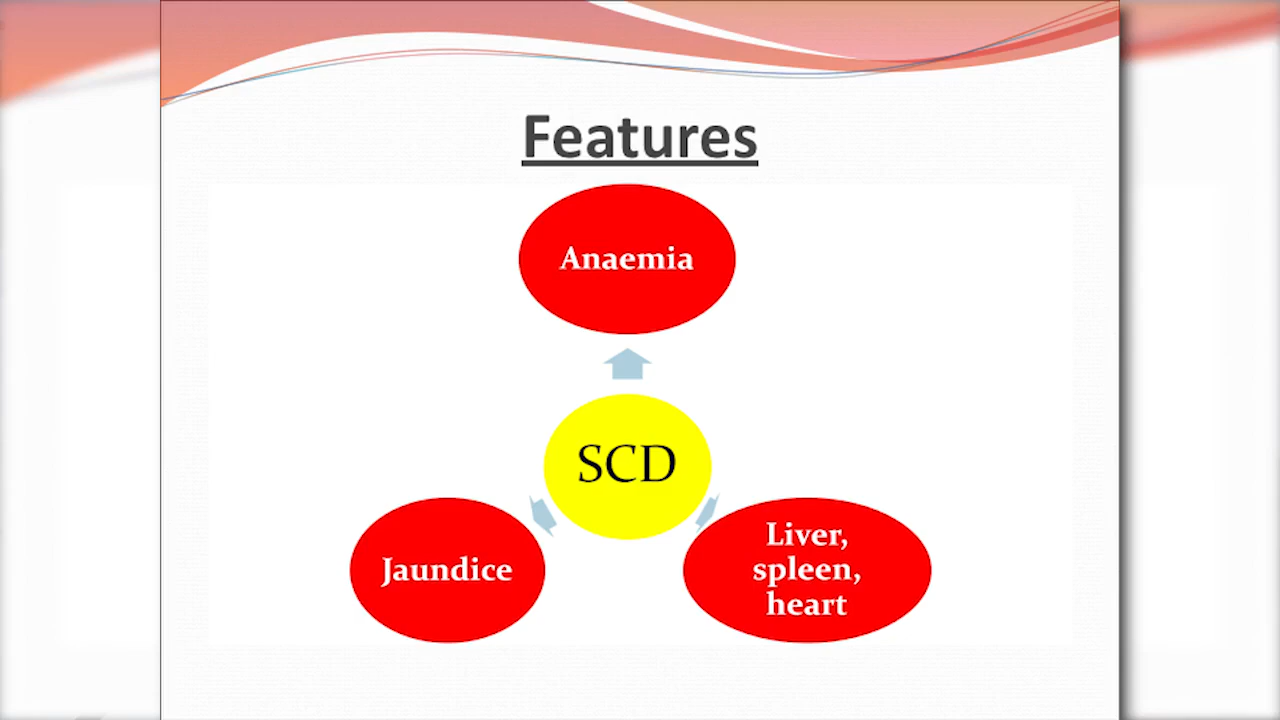 Features
Anaemia
SCD
Jaundice
Liver,
spleen,
heart